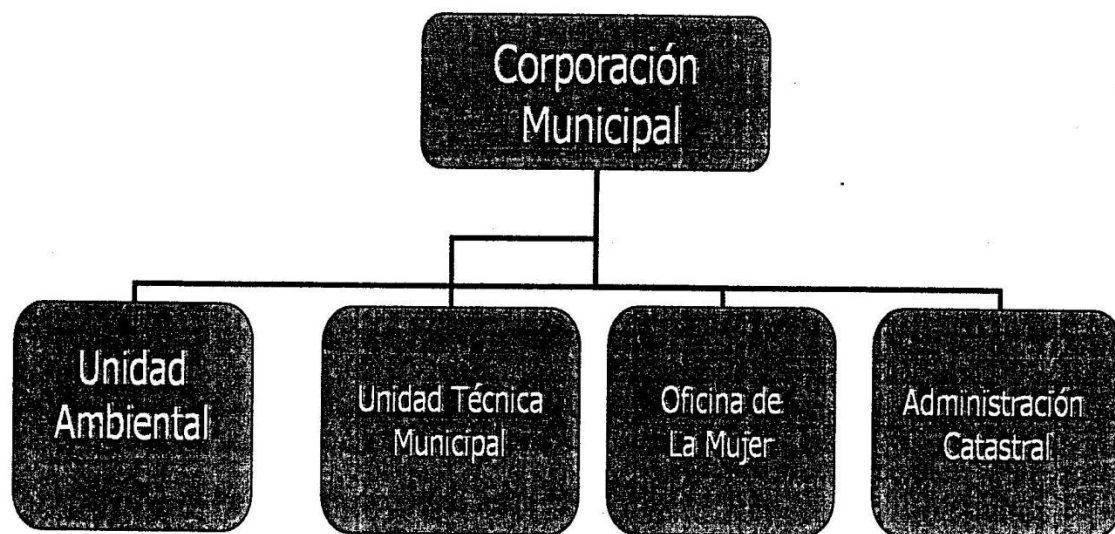 Corporación
Municipal
Unidad
Ambiental
Unidad Técnica
Municipal
Oficina de
La Mujer
Administración
Catastral